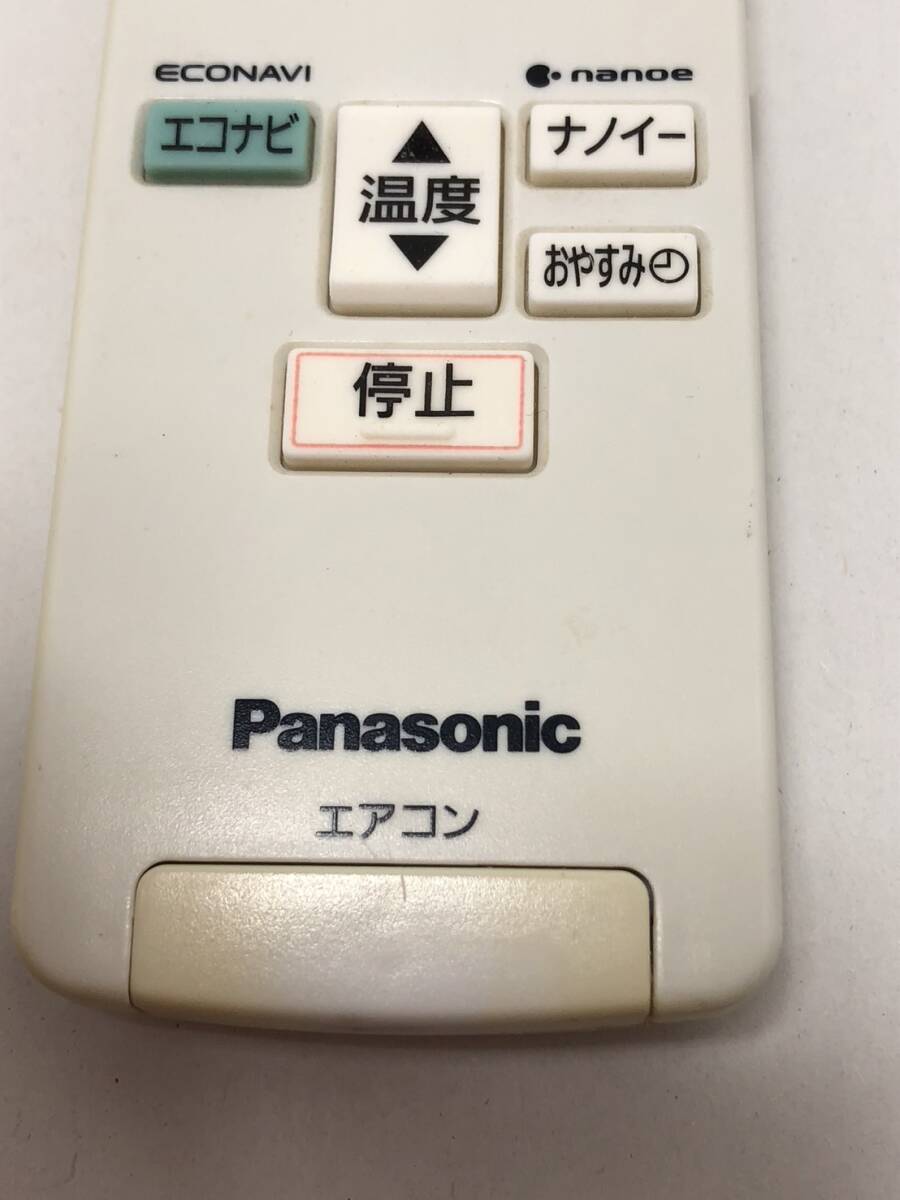 ECONAVI
nanoe
エコナビ
▲
温度
▼
ナノイー
おやすみ
停止
Panasonic
エアコン